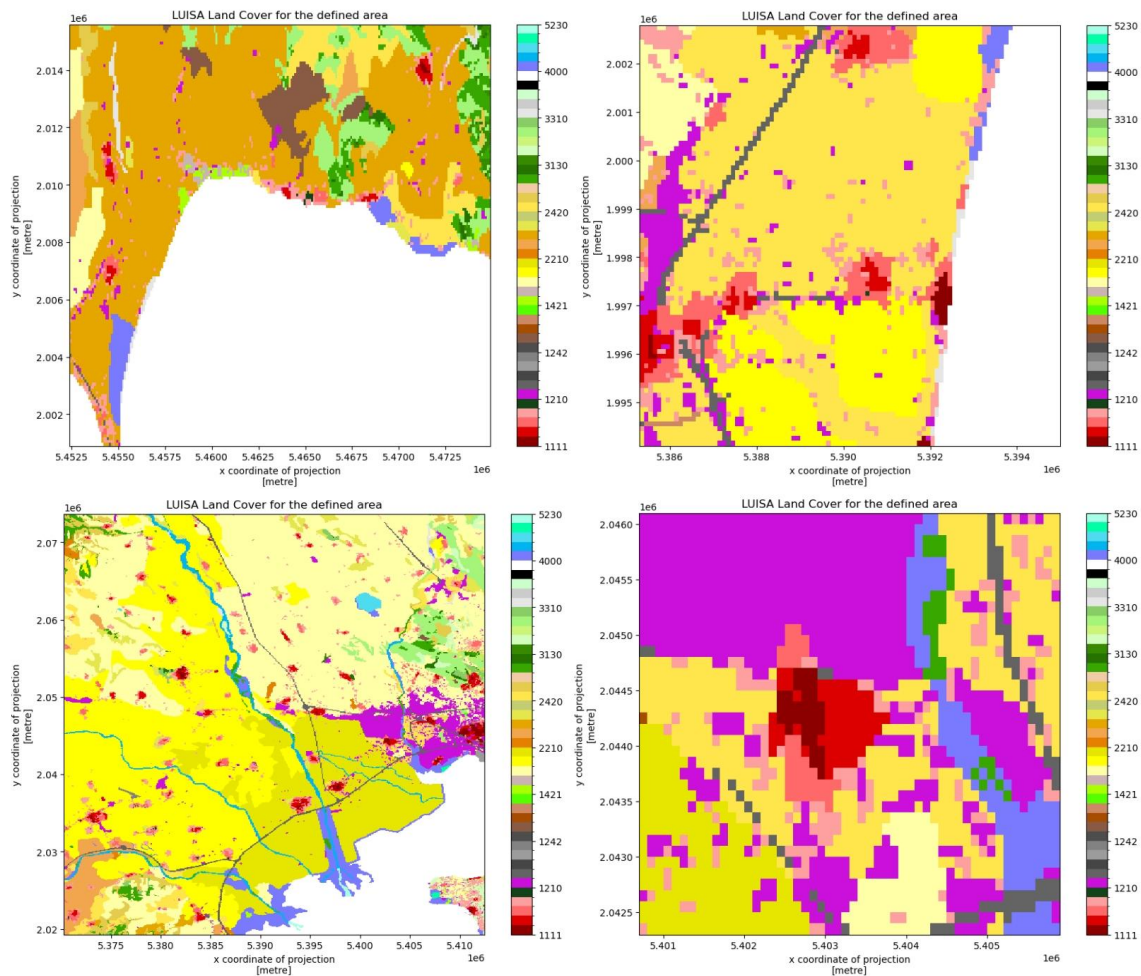 LUISA Land Cover for the defined area
1e6
2.014
2.012
2.010
2.008
2.006
2.004
2.002
y coordinate of projection
[metre]
5.4525 5.4550 5.4575 5.4600 5.4625 5.4650 5.4675 5.4700 5.4725
1e6
x coordinate of projection
[metre]
5230
4000
3310
3130
2420
2210
1421
1242
1210
1111
LUISA Land Cover for the defined area
1e6
2.002
2.001
2.000
1.999
1.998
1.997
1.996
1.995
y coordinate of projection
[metre]
5.386 5.388 5.390 5.392 5.394
1e6
x coordinate of projection
[metre]
5230
4000
3310
3130
2420
2210
1421
1242
1210
1111
LUISA Land Cover for the defined area
1e6
2.07
2.06
2.05
2.04
2.03
2.02
y coordinate of projection
[metre]
5.375 5.380 5.385 5.390 5.395 5.400 5.405 5.410
1e6
x coordinate of projection
[metre]
5230
4000
3310
3130
2420
2210
1421
1242
1210
1111
LUISA Land Cover for the defined area
1e6
2.0460
2.0455
2.0450
2.0445
2.0440
2.0435
2.0430
2.0425
y coordinate of projection
[metre]
5.401 5.402 5.403 5.404 5.405
1e6
x coordinate of projection
[metre]
5230
4000
3310
3130
2420
2210
1421
1242
1210
1111